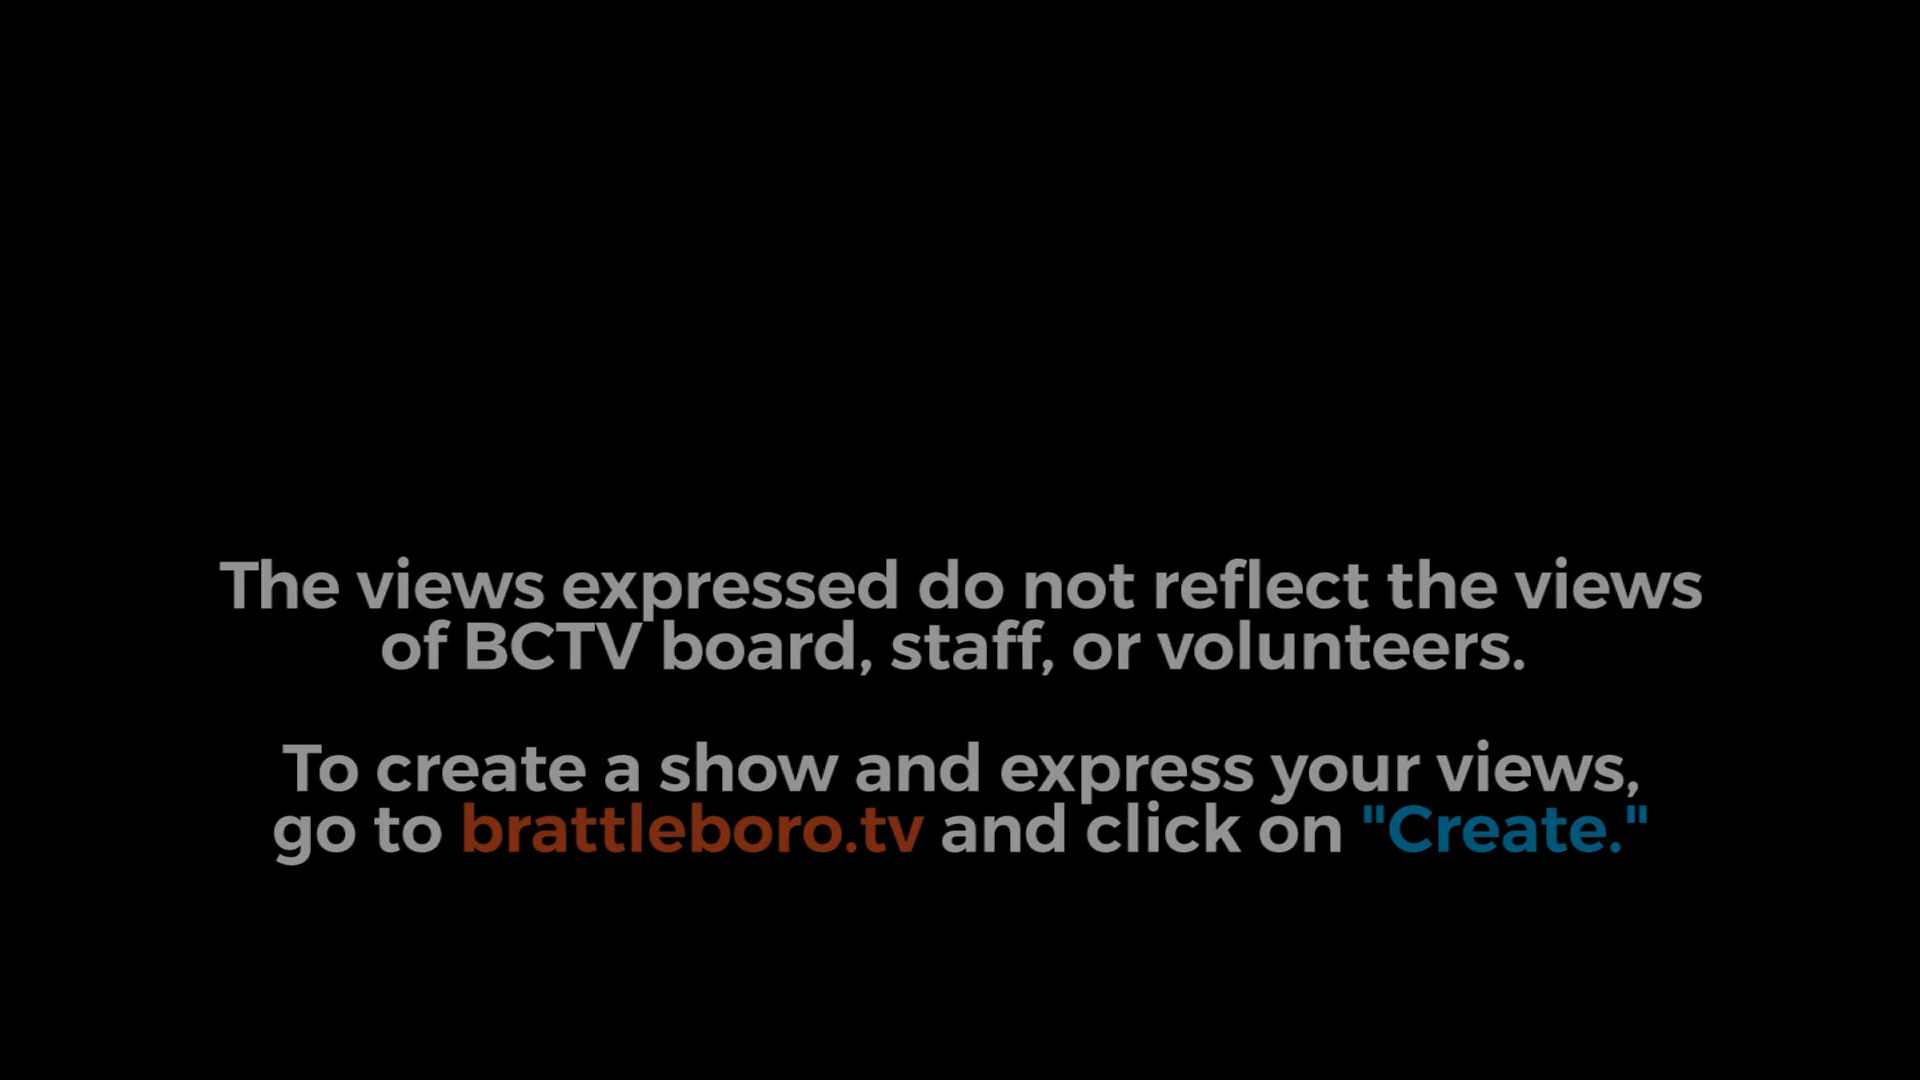 The views expressed do not reflect the views
of BCTV board, staff, or volunteers.
To create a show and express your views,
go to brattleboro.tv and click on "Create."